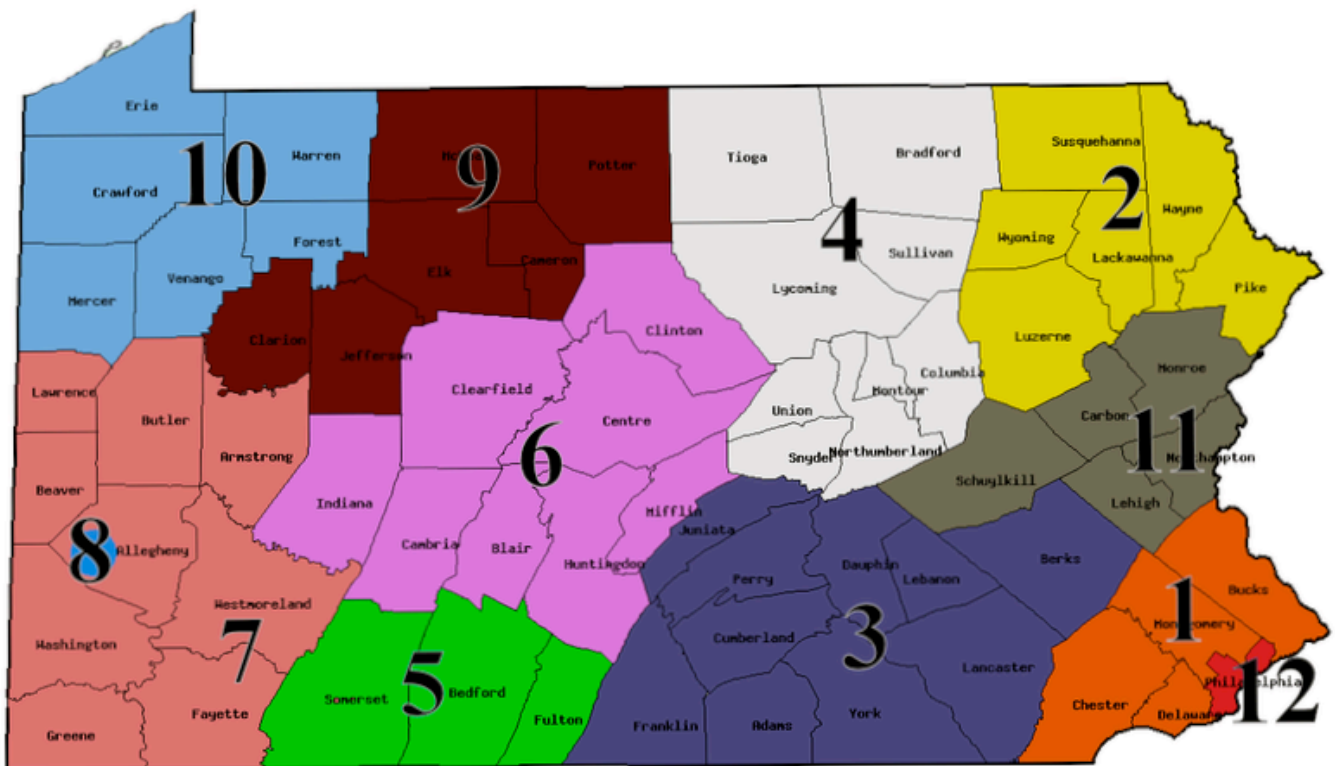 Erie
Warren
Potter
Tioga
Bradford
Susquehanna
10
9
2
Crawford
Wayne
4
Forest
Wyoming
Elk
Cameron
Sullivan
Lackawanna
Venango
Mercer
Lycoming
Pike
Clinton
Luzerne
Clarion
Jefferson
Monroe
Lawrence
Clearfield
Columbia
Montour
Butler
Union
Centre
Carbon
11
Armstrong
6
Snyder
Northumberland
Northampton
Beaver
Indiana
Schuylkill
Lehigh
Mifflin
Juniata
8
Allegheny
Cambria
Blair
Huntingdon
Dauphin
Berks
Perry
Lebanon
Westmoreland
Bucks
Washington
7
Cumberland
3
1
Montgomery
Lancaster
5
Somerset
Bedford
Philadelphia
12
Fayette
Fulton
Franklin
Adams
York
Chester
Delaware
Greene